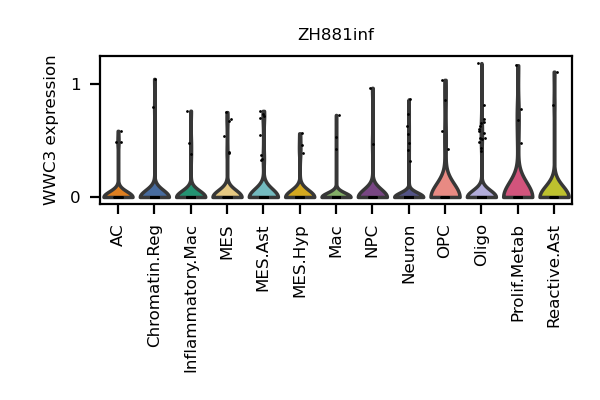 ZH881inf
WWC3 expression
1
0
AC
Chromatin.Reg
Inflammatory.Mac
MES
MES.Ast
MES.Hyp
Mac
NPC
Neuron
OPC
Oligo
Prolif.Metab
Reactive.Ast